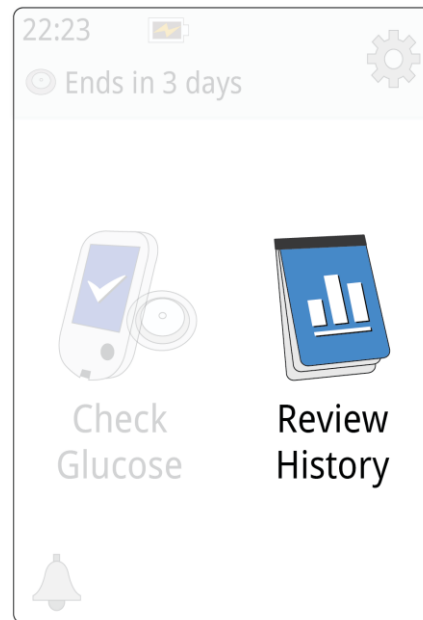 22:23
Ends in 3 days
Check
Glucose
Review
History